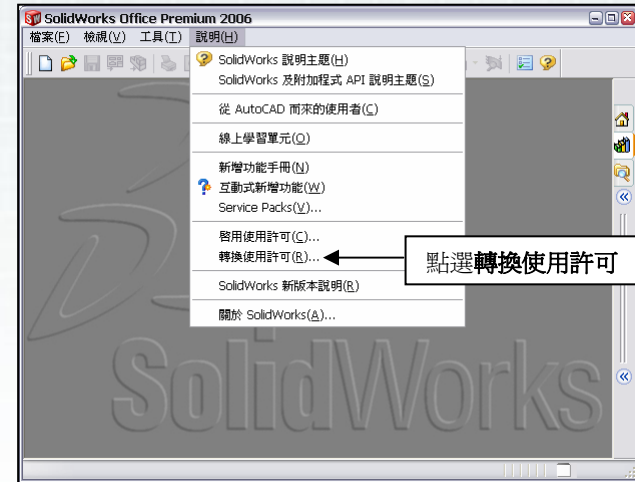 SolidWorks Office Premium 2006
檔案(F) 檢視(V) 工具(T) 說明(H)
SolidWorks 說明主題(H)
SolidWorks 及附加程式 API 說明主題(S)
從 AutoCAD 而來的使用者(C)
線上學習單元(O)
新增功能手冊(N)
互動式新增功能(W)
Service Packs(V)...
啓用使用許可(C)...
轉換使用許可(R)...
點選轉換使用許可
SolidWorks 新版本說明(R)
關於 SolidWorks(A)...
SolidWorks